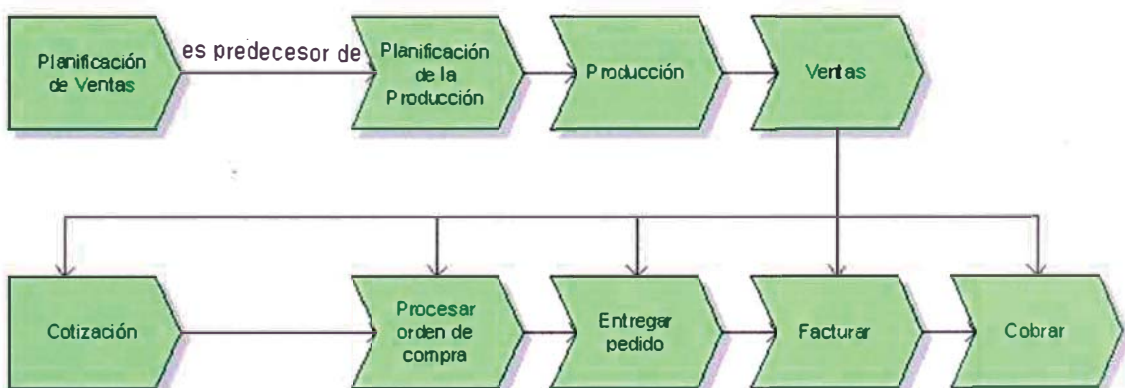 Planificación
de Ventas
es predecesor de
Planificación
de la
Producción
Producción
Ventas
Cotización
Procesar
orden de
compra
Entregar
pedido
Facturar
Cobrar